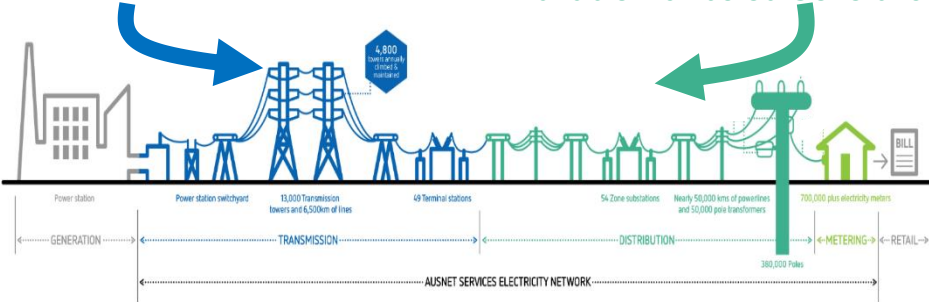 4,800
towers annually
climbed &
maintained
BILL
Power station
Power station switchyard
13,000 Transmission
towers and 6,500km of lines
49 Terminal stations
54 Zone substations
Nearly 50,000 kms of powerlines
and 50,000 pole transformers
700,000 plus electricity meters
GENERATION
TRANSMISSION
DISTRIBUTION
METERING
RETAIL
380,000 Poles
AUSNET SERVICES ELECTRICITY NETWORK